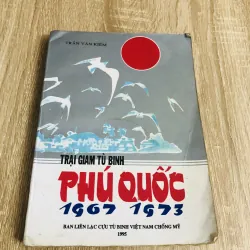 TRẦN VĂN KIÊM
TRẠI GIAM TÙ BINH
PHÚ QUỐC
1967 1973
BAN LIÊN LẠC CỰU TÙ BINH VIỆT NAM CHỐNG MỸ
1995